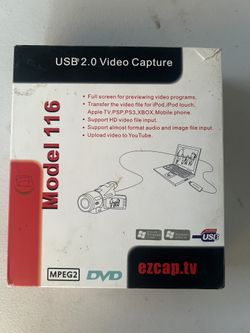 USB 2.0 Video Capture
• Full screen for previewing video programs.
• Transfer the video file for iPod, iPod touch,
Apple TV, PSP, PS3, XBOX, Mobile phone.
• Support HD video file input.
• Support almost format audio and image file input.
• Upload video to YouTube.
Model 116
USB
MPEG2
DVD
ezcap.tv